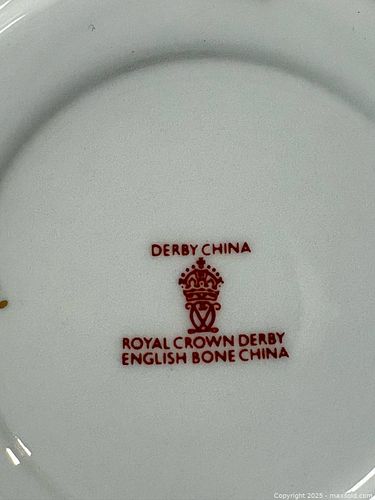 DERBY CHINA
ROYAL CROWN DERBY
ENGLISH BONE CHINA
Copyright 2025 - maxsold.com